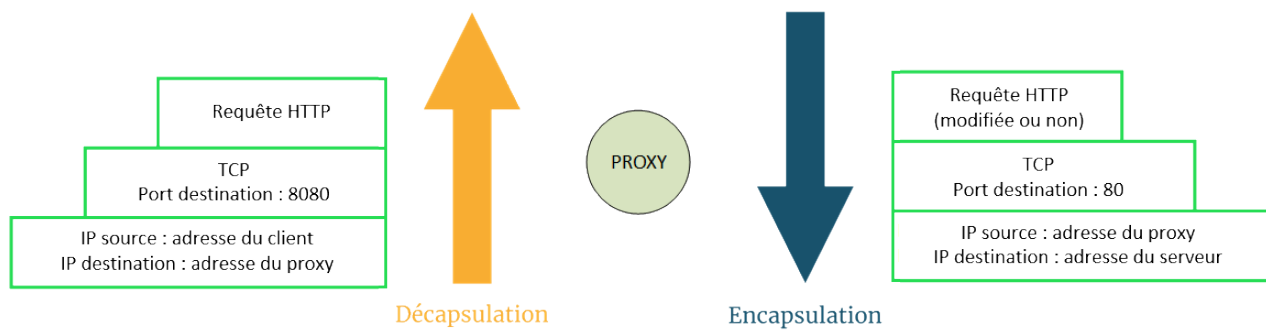 Requête HTTP
TCP
Port destination : 8080
IP source : adresse du client
IP destination : adresse du proxy
Décapsulation
PROXY
Encapsulation
Requête HTTP
(modifiée ou non)
TCP
Port destination : 80
IP source : adresse du proxy
IP destination : adresse du serveur